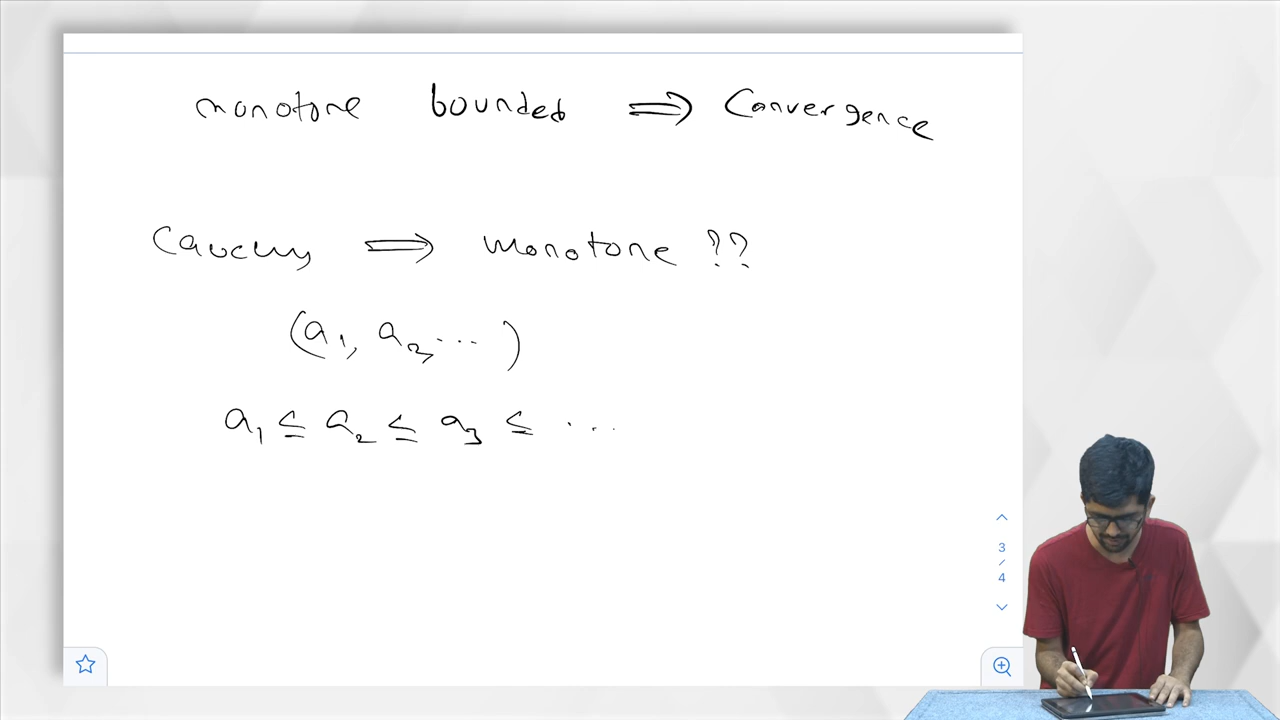 monotone bounded ⟹ Convergence
Cauchy ⟹ monotone ??
(a₁, a₂, ... )
a₁ ≤ a₂ ≤ a₃ ≤ ...
3
/
4